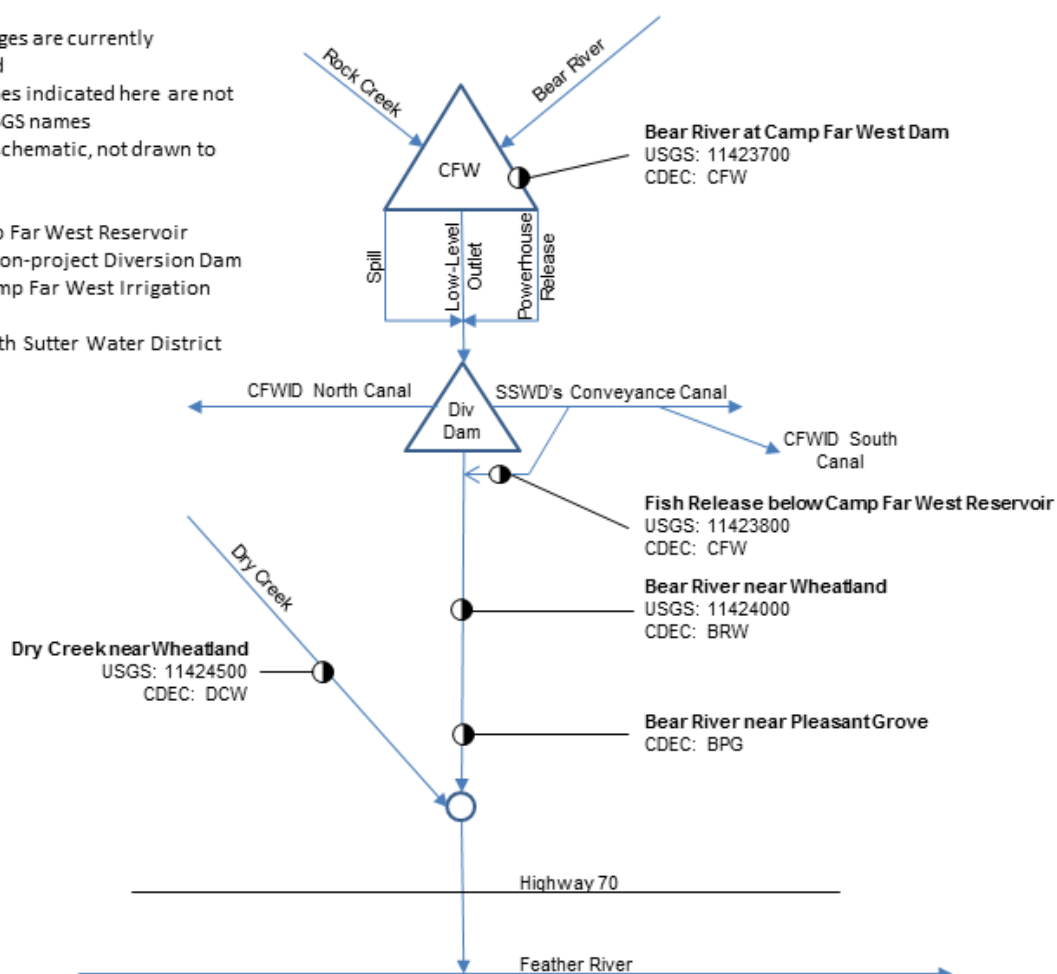 ges are currently
d
es indicated here are not
GS names
schematic, not drawn to
Far West Reservoir
on-project Diversion Dam
mp Far West Irrigation
th Sutter Water District
Rock Creek
Bear River
CFW
Bear River at Camp Far West Dam
USGS: 11423700
CDEC: CFW
Spill
Low-Level
Outlet
Powerhouse
Release
CFWID North Canal
SSWD's Conveyance Canal
Div
Dam
CFWID South
Canal
Fish Release below Camp Far West Reservoir
USGS: 11423800
CDEC: CFW
Dry Creek
Bear River near Wheatland
USGS: 11424000
CDEC: BRW
Dry Creek near Wheatland
USGS: 11424500
CDEC: DCW
Bear River near Pleasant Grove
CDEC: BPG
Highway 70
Feather River